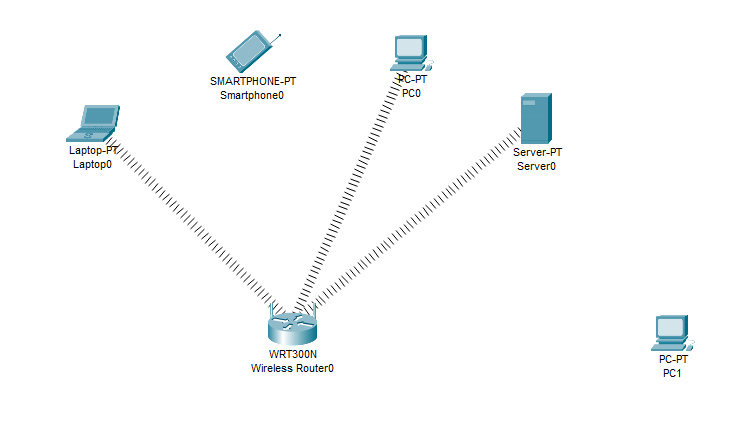 SMARTPHONE-PT
Smartphone0
PC-PT
PC0
Laptop-PT
Laptop0
Server-PT
Server0
WRT300N
Wireless Router0
PC-PT
PC1